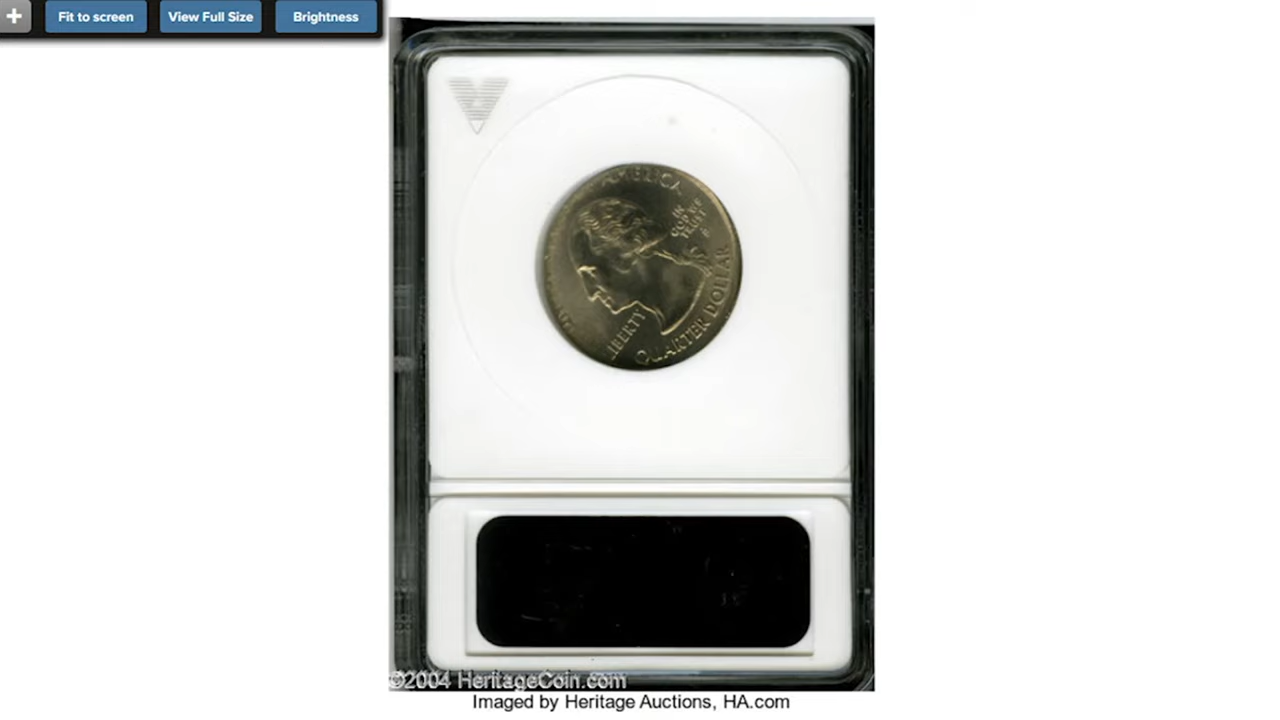 +
Fit to screen
View Full Size
Brightness
AMERICA
IN
GOD WE
TRUST
LIBERTY
QUARTER DOLLAR
©2004 HeritageCoin.com
Imaged by Heritage Auctions, HA.com